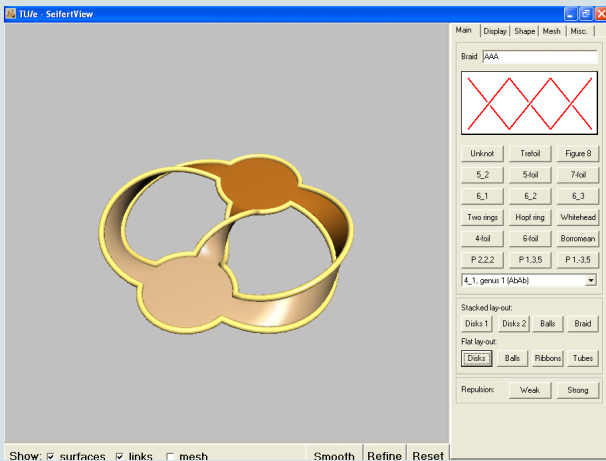 TU/e - SeifertView
Main Display Shape Mesh Misc.
Braid AAA
Unknot Trefoil Figure 8
5_2 5-foil 7-foil
6_1 6_2 6_3
Two rings Hopf ring Whitehead
4-foil 6-foil Borromean
P 2,2,2 P 1,3,5 P 1,-3,5
4_1, genus 1 (AbAb)
Stacked lay-out:
Disks 1 Disks 2 Balls Braid
Flat lay-out:
Disks Balls Ribbons Tubes
Repulsion: Weak Strong
Show: surfaces links mesh Smooth Refine Reset